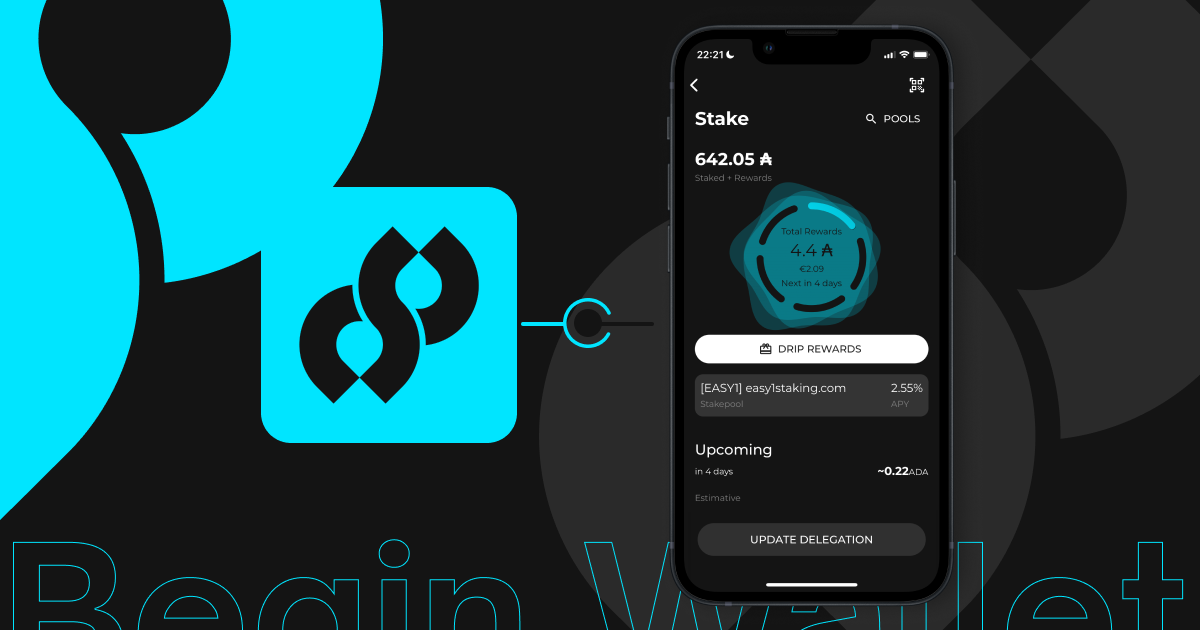 22:21
Stake
POOLS
642.05 ₳
Staked + Rewards
Total Rewards
4.4 ₳
€2.09
Next in 4 days
DRIP REWARDS
[EASY1] easy1staking.com 2.55%
Stakepool APY
Upcoming
in 4 days ~0.22ADA
Estimative
UPDATE DELEGATION
Begin Wallet